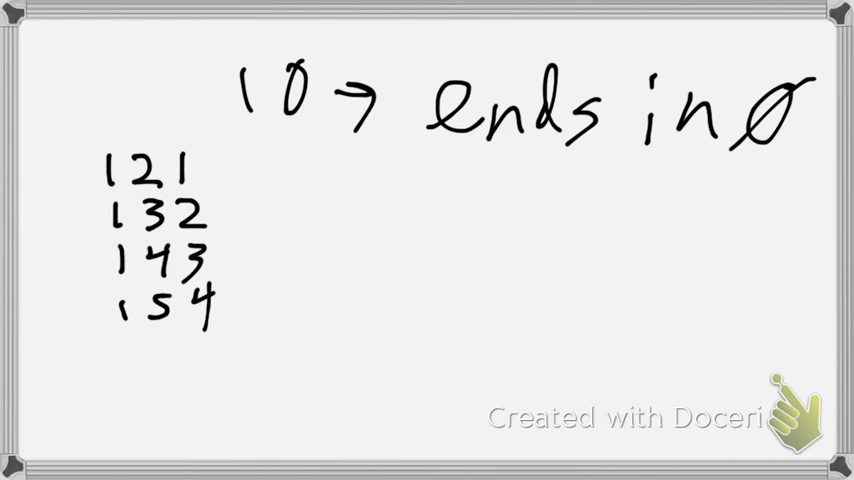 10 → ends in 0
121
132
143
154
Created with Doceri